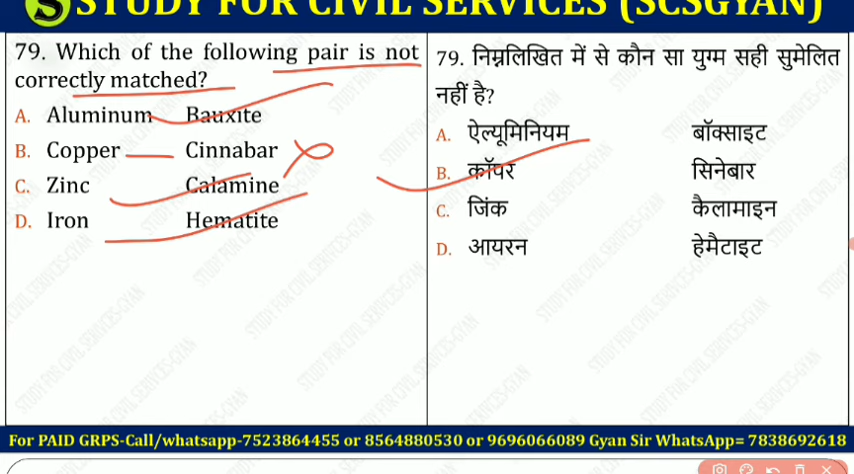 STUDY FOR CIVIL SERVICES (SCSGYAN)
79. Which of the following pair is not
correctly matched?
A. Aluminum Bauxite
B. Copper Cinnabar
C. Zinc Calamine
D. Iron Hematite
79. निम्नलिखित में से कौन सा युग्म सही सुमेलित
नहीं है?
A. ऐल्यूमिनियम बॉक्साइट
B. कॉपर सिनेबार
C. जिंक कैलामाइन
D. आयरन हेमैटाइट
For PAID GRPS-Call/whatsapp-7523864455 or 8564880530 or 9696066089 Gyan Sir WhatsApp= 7838692618